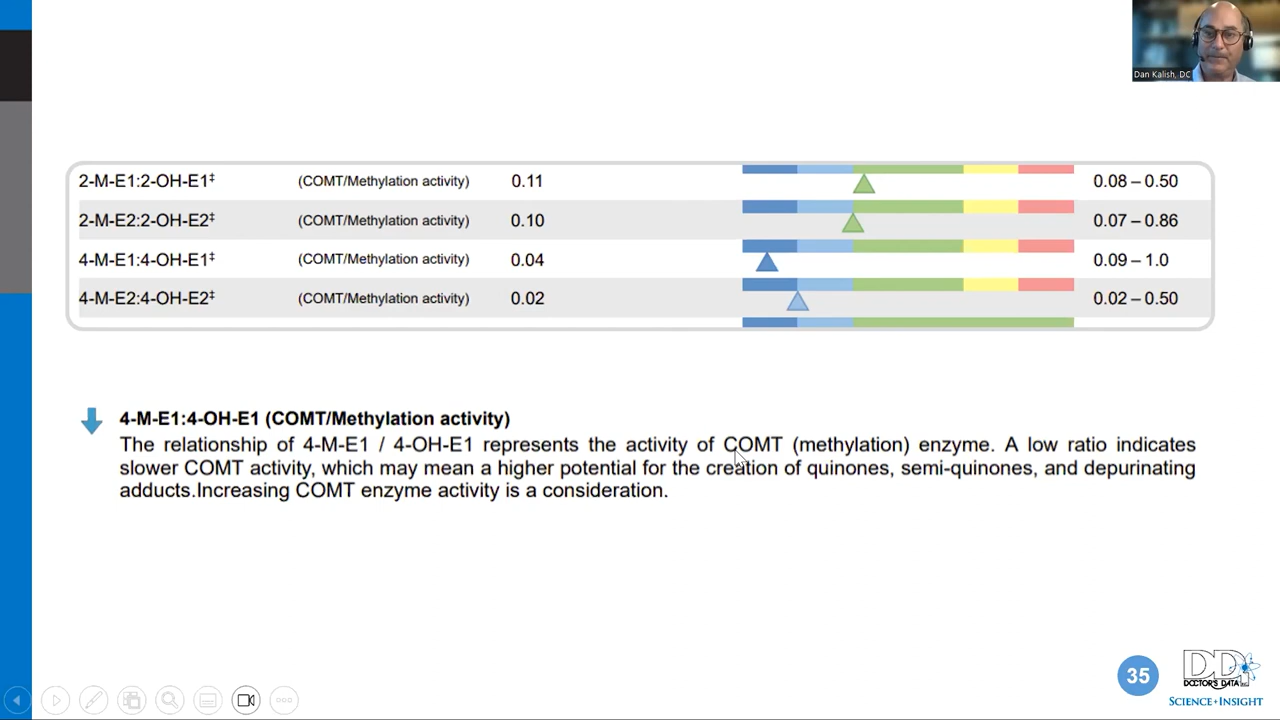 Dan Kalish, DC
2-M-E1:2-OH-E1‡ (COMT/Methylation activity) 0.11 0.08 – 0.50
2-M-E2:2-OH-E2‡ (COMT/Methylation activity) 0.10 0.07 – 0.86
4-M-E1:4-OH-E1‡ (COMT/Methylation activity) 0.04 0.09 – 1.0
4-M-E2:4-OH-E2‡ (COMT/Methylation activity) 0.02 0.02 – 0.50
4-M-E1:4-OH-E1 (COMT/Methylation activity)
The relationship of 4-M-E1 / 4-OH-E1 represents the activity of COMT (methylation) enzyme. A low ratio indicates
slower COMT activity, which may mean a higher potential for the creation of quinones, semi-quinones, and depurinating
adducts.Increasing COMT enzyme activity is a consideration.
35
DDI
DOCTOR'S DATA INC.
SCIENCE + INSIGHT